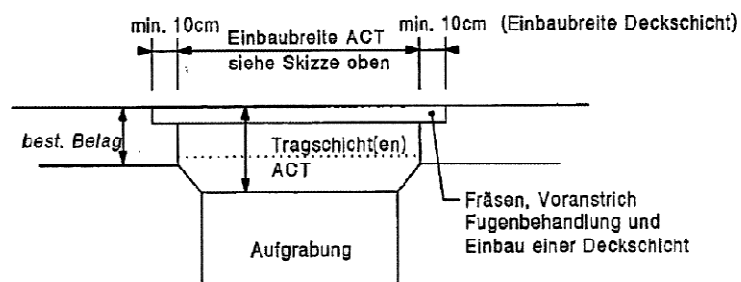 min. 10cm
Einbaubreite ACT
siehe Skizze oben
min. 10cm (Einbaubreite Deckschicht)
best. Belag
Tragschicht(en)
ACT
Fräsen, Voranstrich
Fugenbehandlung und
Einbau einer Deckschicht
Aufgrabung